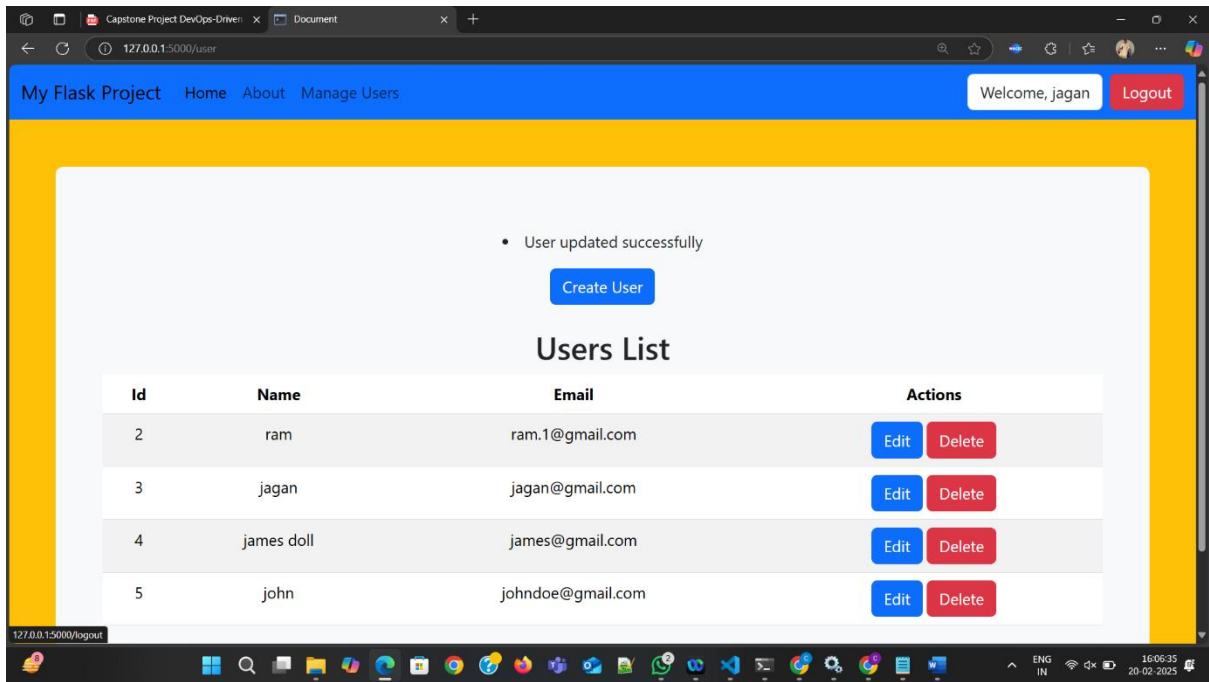 Capstone Project DevOps-Driven
Document
127.0.0.1:5000/user
My Flask Project Home About Manage Users Welcome, jagan Logout
• User updated successfully
Create User
Users List
Id Name Email Actions
2 ram ram.1@gmail.com Edit Delete
3 jagan jagan@gmail.com Edit Delete
4 james doll james@gmail.com Edit Delete
5 john johndoe@gmail.com Edit Delete
127.0.0.1:5000/logout
8
2
ENG
IN
16:06:35
20-02-2025